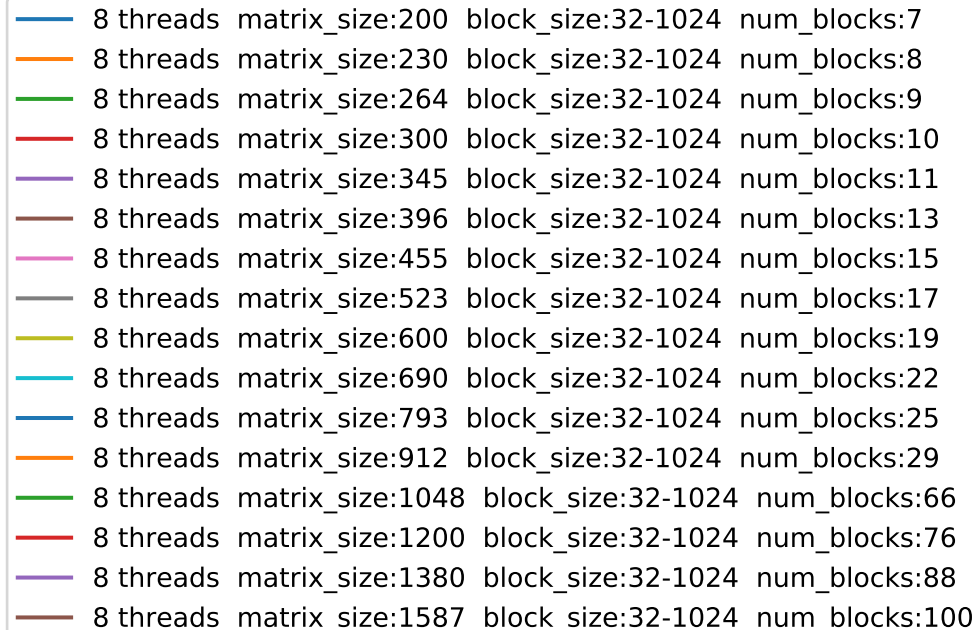 8 threads matrix_size:200 block_size:32-1024 num_blocks:7
8 threads matrix_size:230 block_size:32-1024 num_blocks:8
8 threads matrix_size:264 block_size:32-1024 num_blocks:9
8 threads matrix_size:300 block_size:32-1024 num_blocks:10
8 threads matrix_size:345 block_size:32-1024 num_blocks:11
8 threads matrix_size:396 block_size:32-1024 num_blocks:13
8 threads matrix_size:455 block_size:32-1024 num_blocks:15
8 threads matrix_size:523 block_size:32-1024 num_blocks:17
8 threads matrix_size:600 block_size:32-1024 num_blocks:19
8 threads matrix_size:690 block_size:32-1024 num_blocks:22
8 threads matrix_size:793 block_size:32-1024 num_blocks:25
8 threads matrix_size:912 block_size:32-1024 num_blocks:29
8 threads matrix_size:1048 block_size:32-1024 num_blocks:66
8 threads matrix_size:1200 block_size:32-1024 num_blocks:76
8 threads matrix_size:1380 block_size:32-1024 num_blocks:88
8 threads matrix_size:1587 block_size:32-1024 num_blocks:100